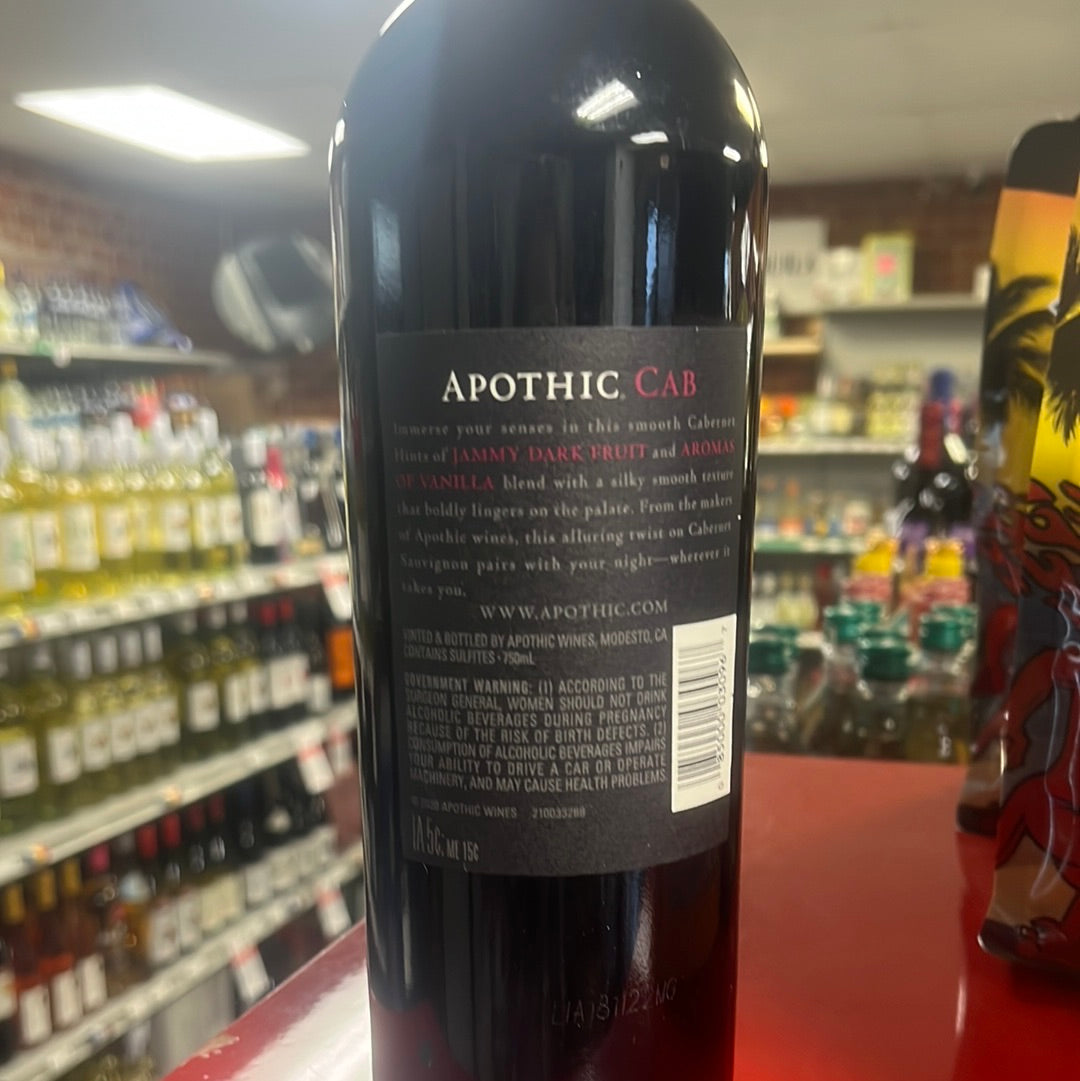 APOTHIC CAB
Immerse your senses in this smooth Cabernet
Hints of JAMMY DARK FRUIT and AROMAS
OF VANILLA blend with a silky smooth texture
that boldly lingers on the palate. From the makers
of Apothic wines, this alluring twist on Cabernet
Sauvignon pairs with your night—wherever it
takes you.
WWW.APOTHIC.COM
VINTED & BOTTLED BY APOTHIC WINES, MODESTO, CA
CONTAINS SULFITES • 750mL
GOVERNMENT WARNING: (1) ACCORDING TO THE
SURGEON GENERAL, WOMEN SHOULD NOT DRINK
ALCOHOLIC BEVERAGES DURING PREGNANCY
BECAUSE OF THE RISK OF BIRTH DEFECTS. (2)
CONSUMPTION OF ALCOHOLIC BEVERAGES IMPAIRS
YOUR ABILITY TO DRIVE A CAR OR OPERATE
MACHINERY, AND MAY CAUSE HEALTH PROBLEMS.
© 2020 APOTHIC WINES 210033288
IA 5¢; ME 15¢
0 85000 03096 7